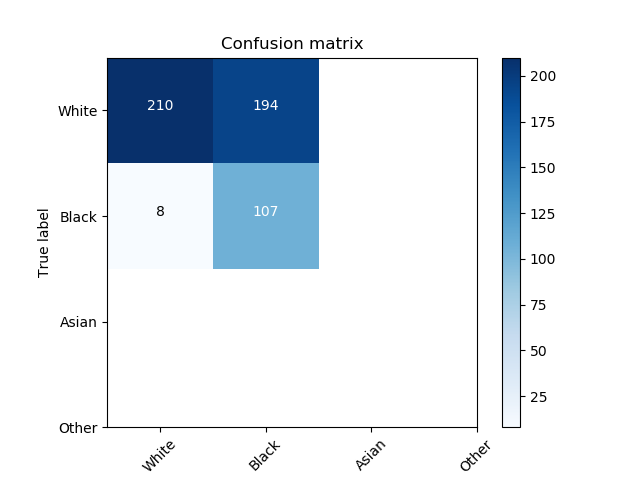 Confusion matrix
White 210 194
Black 8 107
Asian
Other
True label
White Black Asian Other
200
175
150
125
100
75
50
25